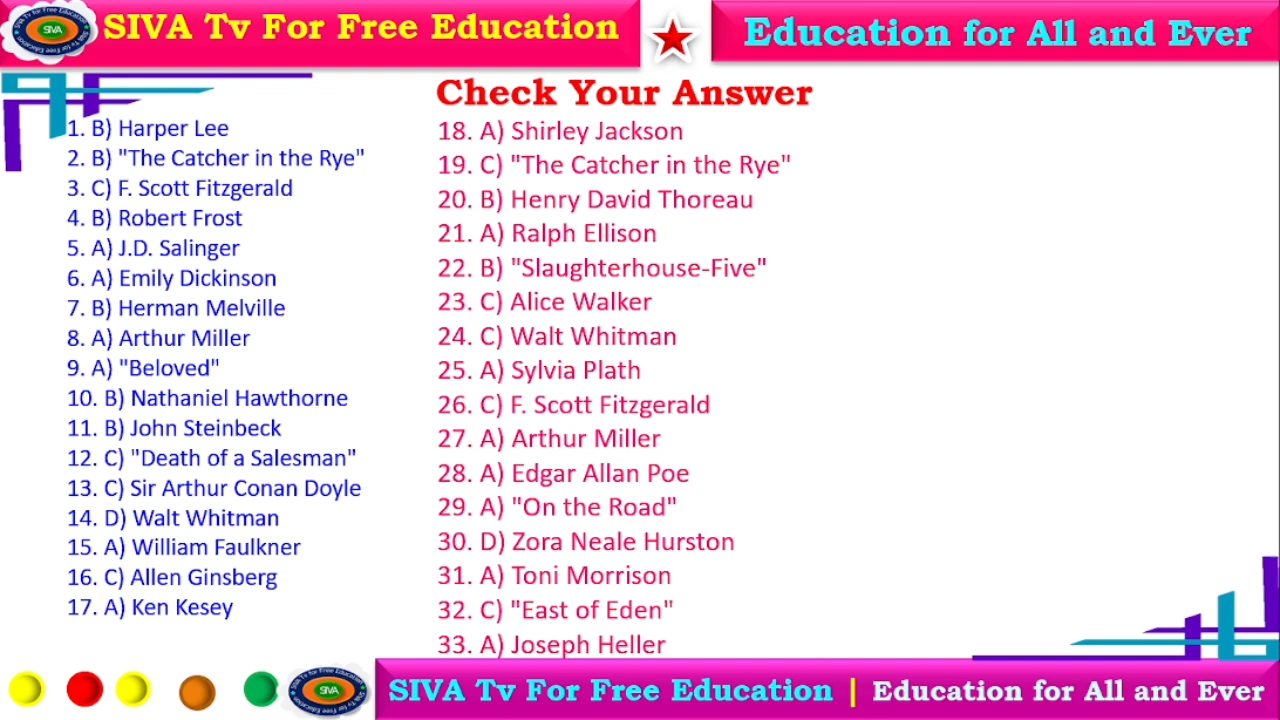 SIVA Tv For Free Education
Education for All and Ever
SIVA
Check Your Answer
1. B) Harper Lee
2. B) "The Catcher in the Rye"
3. C) F. Scott Fitzgerald
4. B) Robert Frost
5. A) J.D. Salinger
6. A) Emily Dickinson
7. B) Herman Melville
8. A) Arthur Miller
9. A) "Beloved"
10. B) Nathaniel Hawthorne
11. B) John Steinbeck
12. C) "Death of a Salesman"
13. C) Sir Arthur Conan Doyle
14. D) Walt Whitman
15. A) William Faulkner
16. C) Allen Ginsberg
17. A) Ken Kesey
18. A) Shirley Jackson
19. C) "The Catcher in the Rye"
20. B) Henry David Thoreau
21. A) Ralph Ellison
22. B) "Slaughterhouse-Five"
23. C) Alice Walker
24. C) Walt Whitman
25. A) Sylvia Plath
26. C) F. Scott Fitzgerald
27. A) Arthur Miller
28. A) Edgar Allan Poe
29. A) "On the Road"
30. D) Zora Neale Hurston
31. A) Toni Morrison
32. C) "East of Eden"
33. A) Joseph Heller
SIVA Tv for Free Education
SIVA
SIVA Tv For Free Education | Education for All and Ever